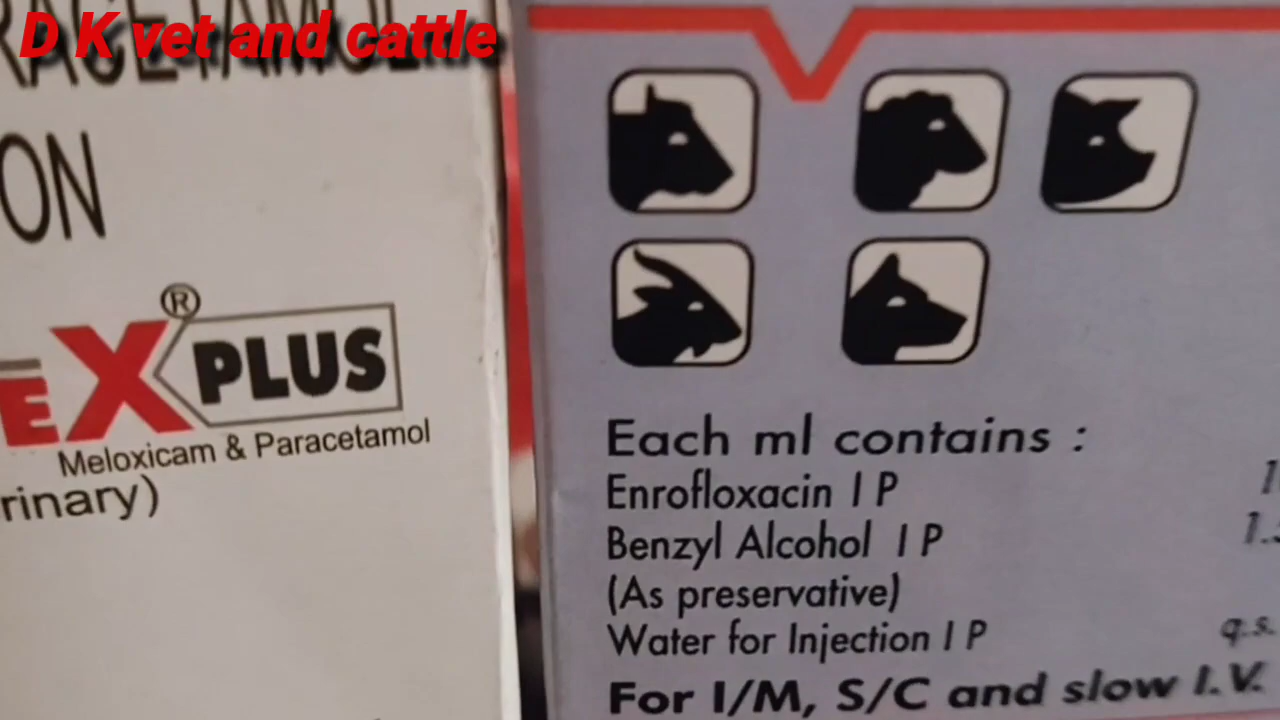 D K vet and cattle
ON
EX® PLUS
Meloxicam & Paracetamol
rinary)
Each ml contains :
Enrofloxacin I P
Benzyl Alcohol I P
(As preservative)
Water for Injection I P q.s.
For I/M, S/C and slow I.V.